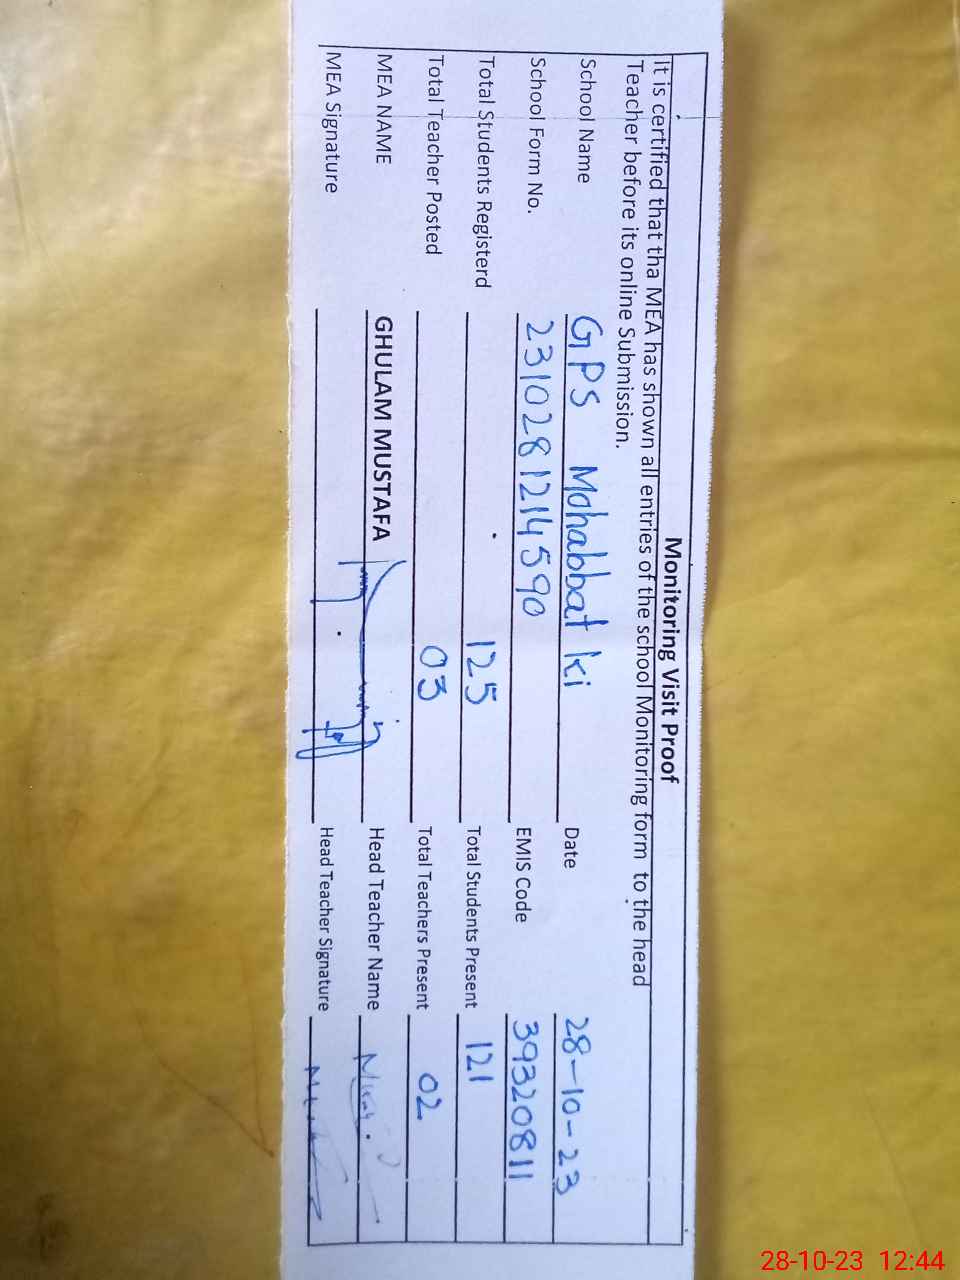 Monitoring Visit Proof
It is certified that tha MEA has shown all entries of the school Monitoring form to the head
Teacher before its online Submission.
School Name GPS Mohabbat ki Date 28-10-23
School Form No. 2310281214590 EMIS Code 39320811
Total Students Registerd 125 Total Students Present 121
Total Teacher Posted 03 Total Teachers Present 02
MEA NAME GHULAM MUSTAFA Head Teacher Name
MEA Signature Head Teacher Signature
28-10-23 12:44